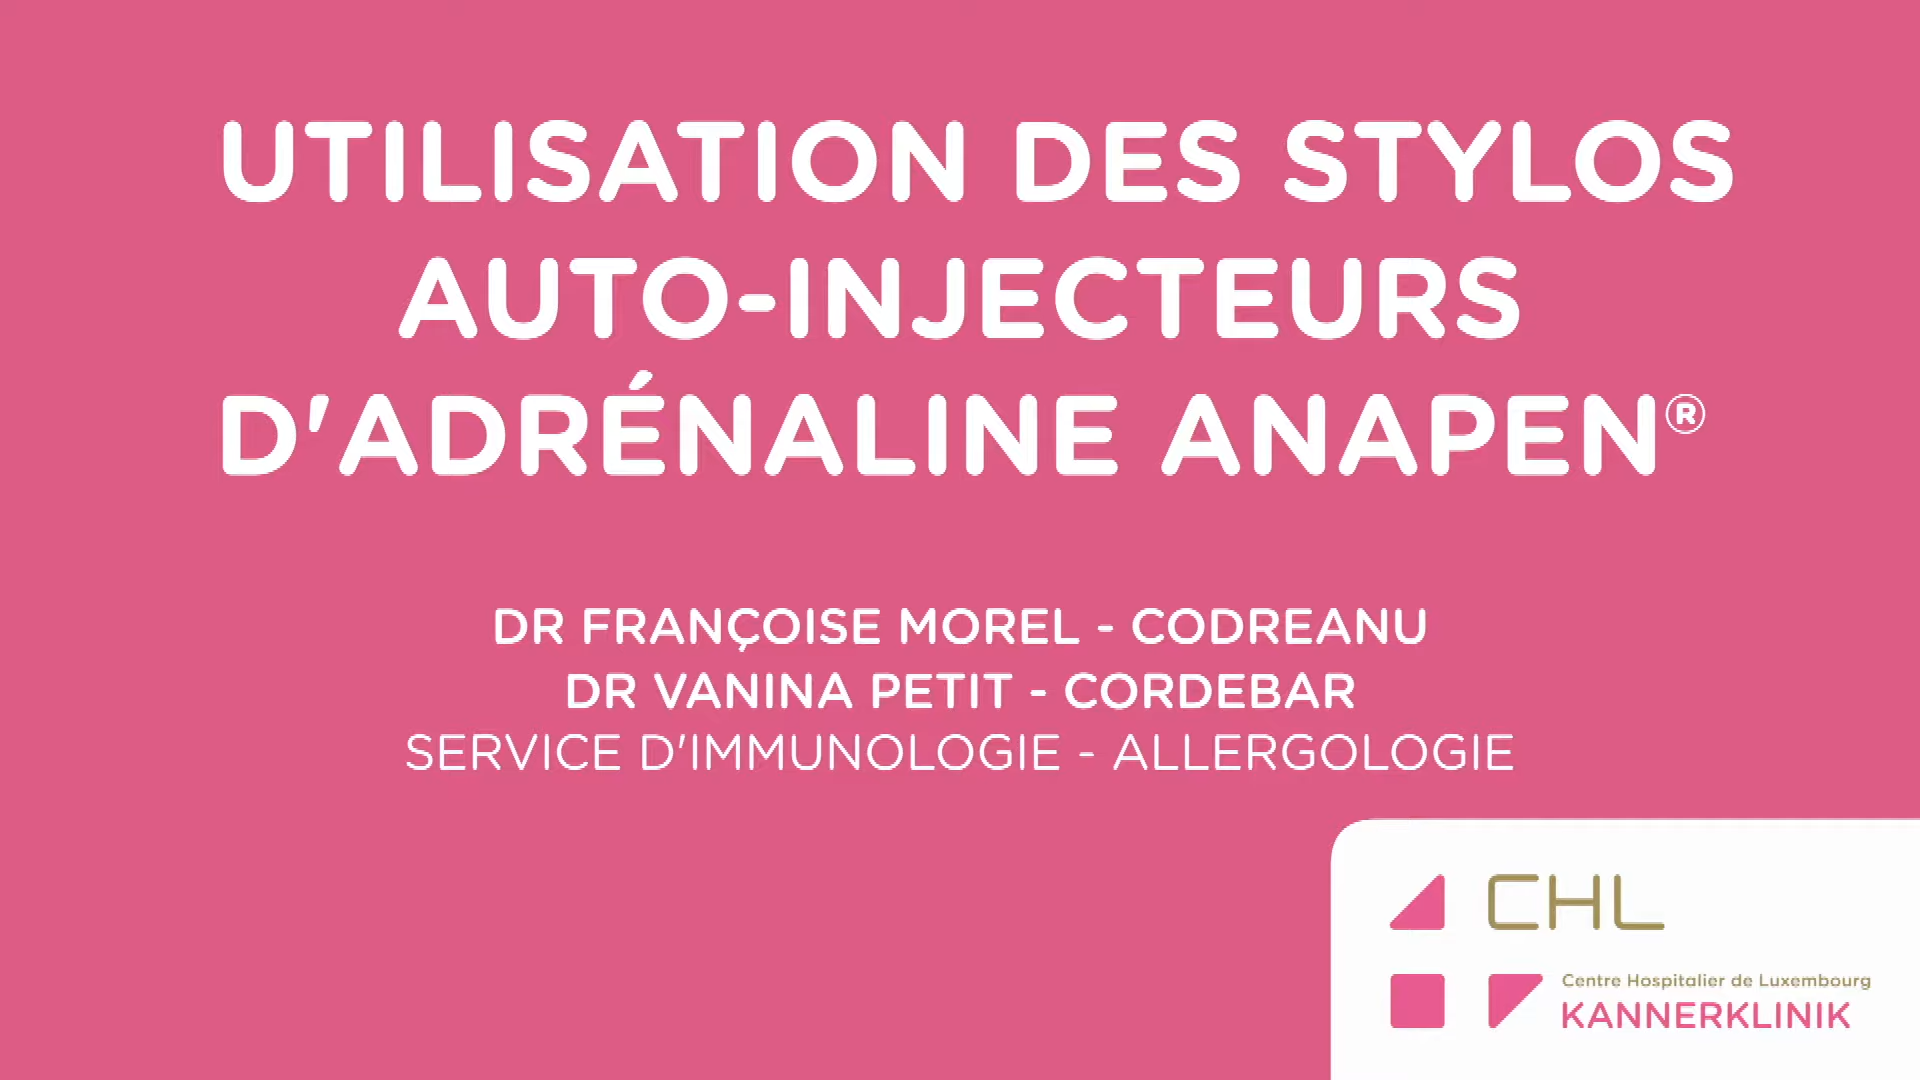 UTILISATION DES STYLOS
AUTO-INJECTEURS
D'ADRÉNALINE ANAPEN®
DR FRANÇOISE MOREL - CODREANU
DR VANINA PETIT - CORDEBAR
SERVICE D'IMMUNOLOGIE - ALLERGOLOGIE
CHL
Centre Hospitalier de Luxembourg
KANNERKLINIK